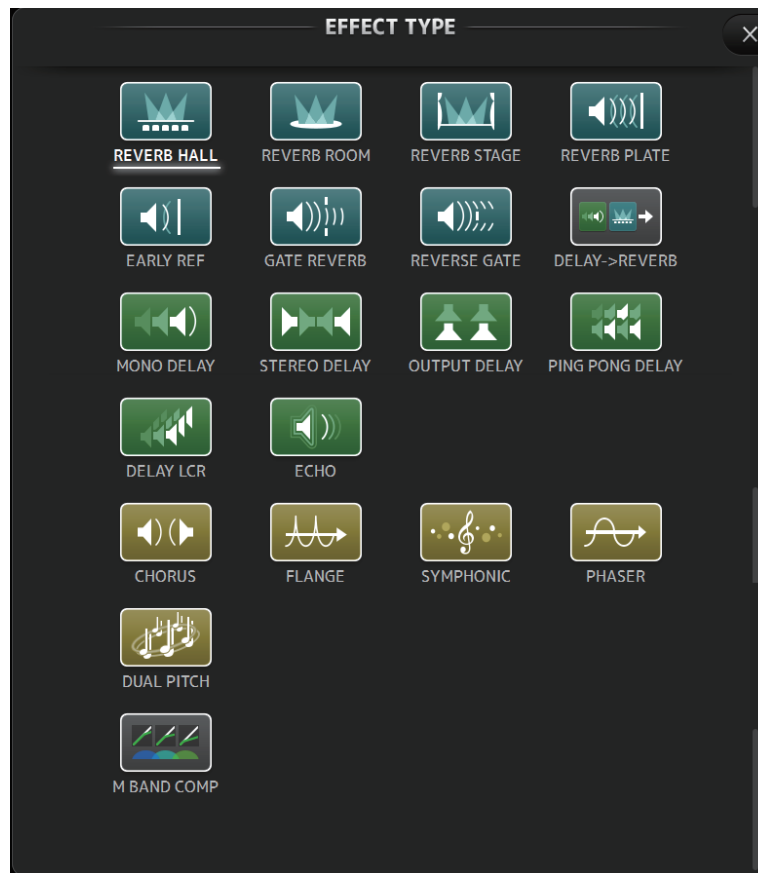 EFFECT TYPE
REVERB HALL
REVERB ROOM
REVERB STAGE
REVERB PLATE
EARLY REF
GATE REVERB
REVERSE GATE
DELAY->REVERB
MONO DELAY
STEREO DELAY
OUTPUT DELAY
PING PONG DELAY
DELAY LCR
ECHO
CHORUS
FLANGE
SYMPHONIC
PHASER
DUAL PITCH
M BAND COMP